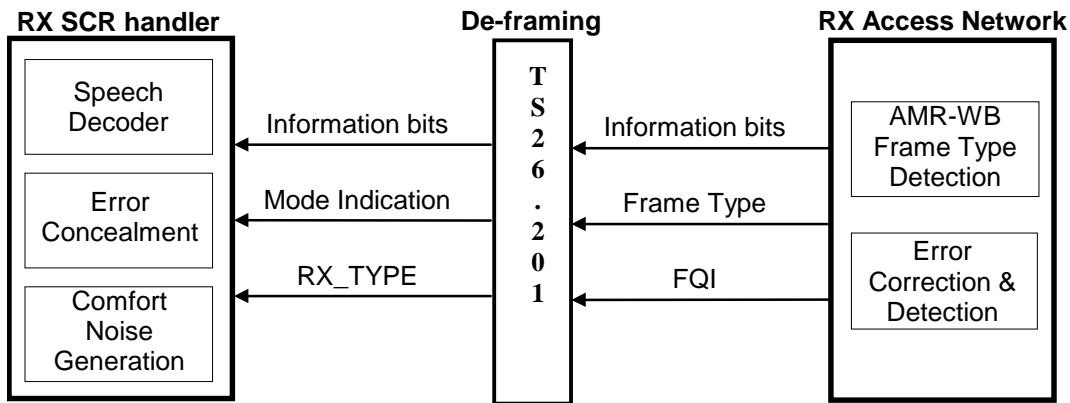 RX SCR handler
De-framing
RX Access Network
Speech
Decoder
Error
Concealment
Comfort
Noise
Generation
Information bits
Mode Indication
RX_TYPE
T
S
2
6
.
2
0
1
Information bits
Frame Type
FQI
AMR-WB
Frame Type
Detection
Error
Correction &
Detection